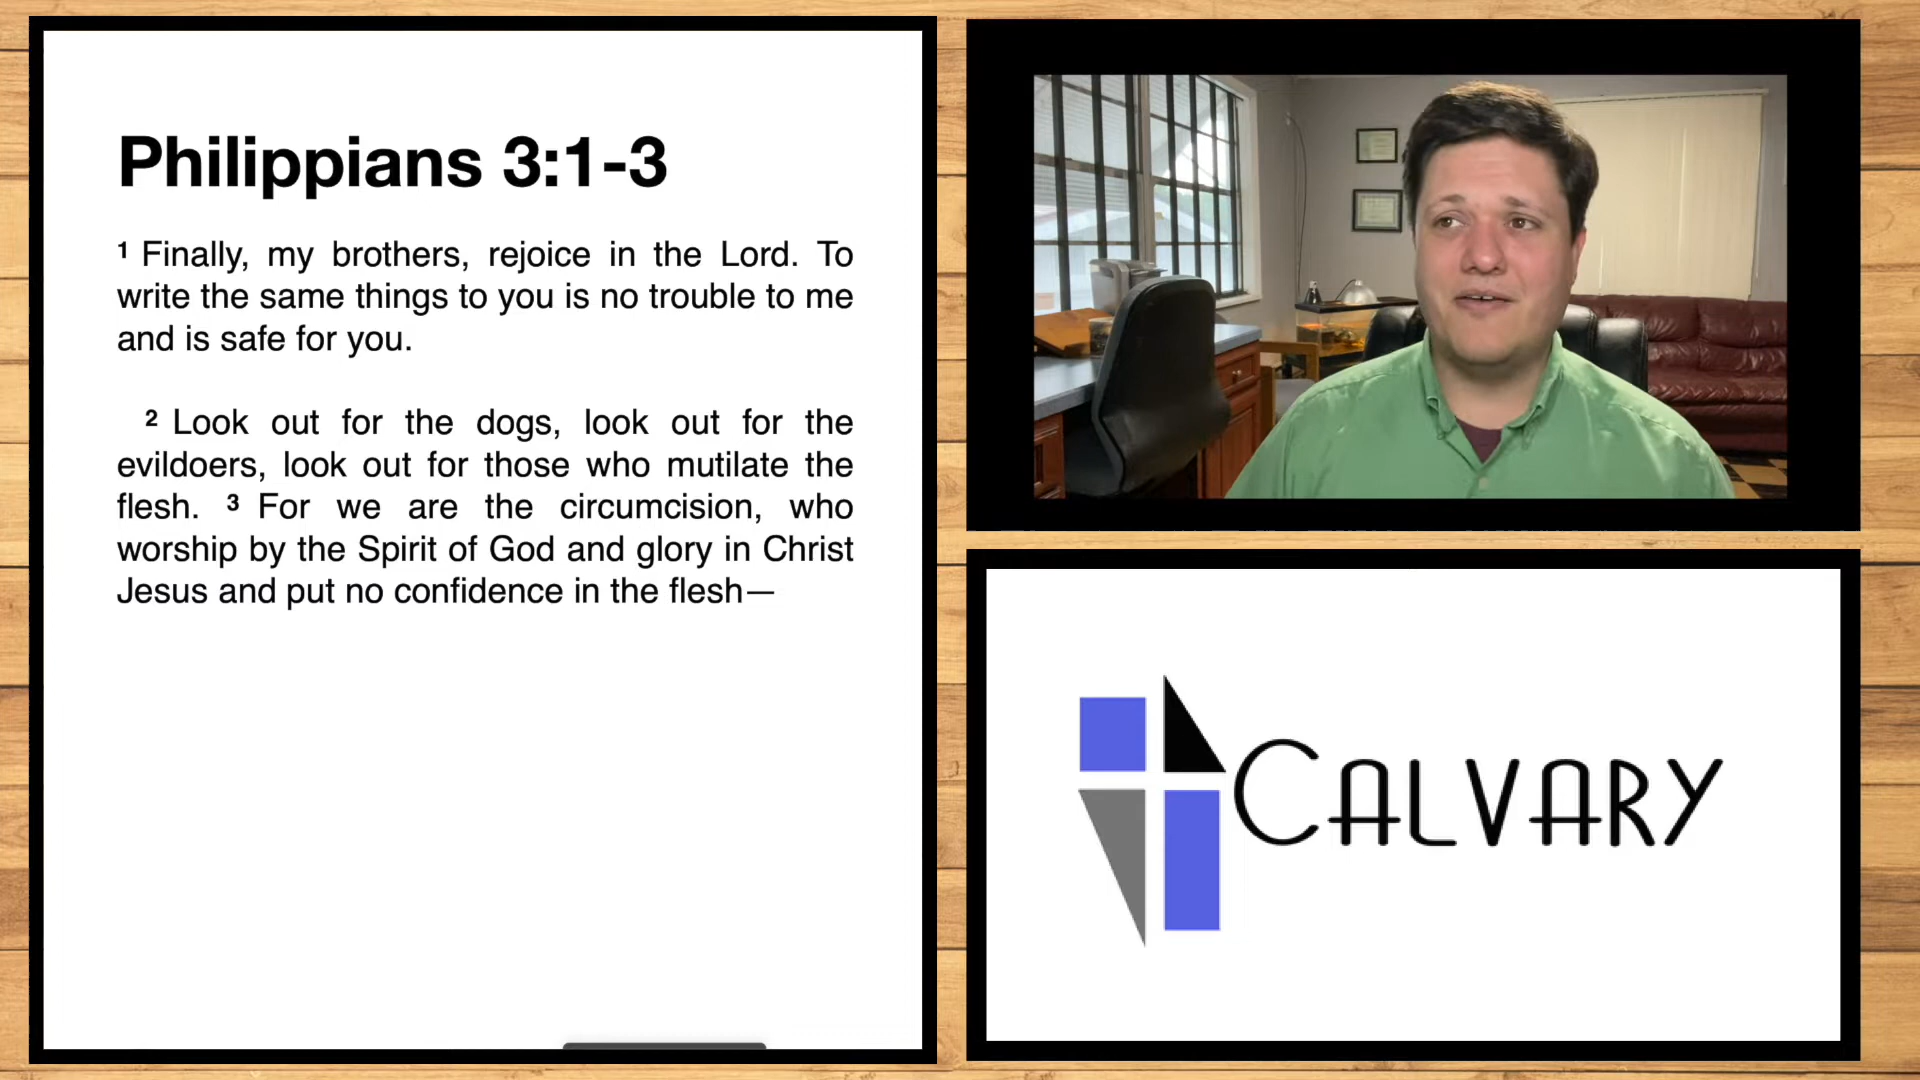 Philippians 3:1-3
1 Finally, my brothers, rejoice in the Lord. To
write the same things to you is no trouble to me
and is safe for you.
2 Look out for the dogs, look out for the
evildoers, look out for those who mutilate the
flesh. 3 For we are the circumcision, who
worship by the Spirit of God and glory in Christ
Jesus and put no confidence in the flesh—
CALVARY